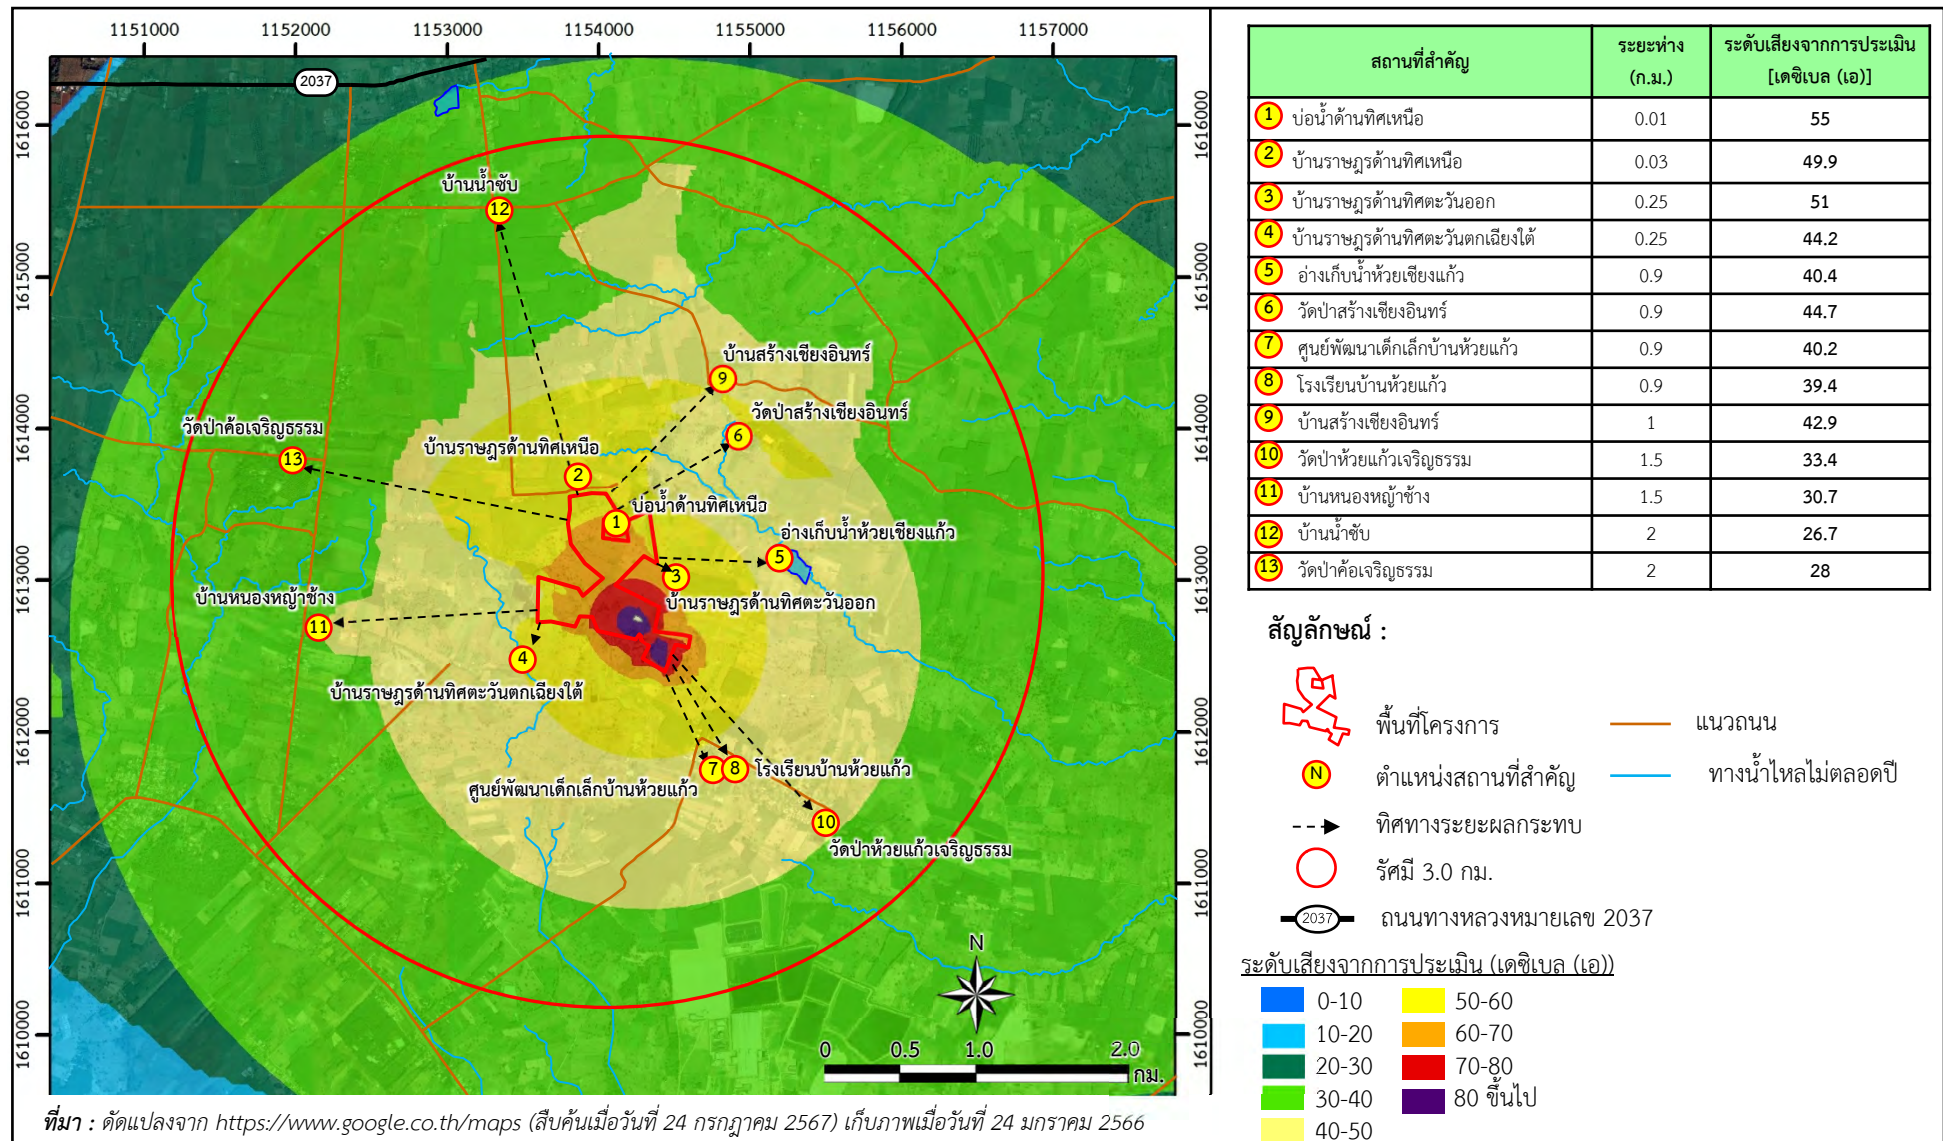 1151000 1152000 1153000 1154000 1155000 1156000 1157000
1616000
1615000
1614000
1613000
1612000
1611000
1610000
1616000
1615000
1614000
1613000
1612000
1611000
1610000
2037
บ้านน้ำซับ
12
บ้านสร้างเชียงอินทร์
9
วัดป่าสร้างเชียงอินทร์
6
วัดป่าค้อเจริญธรรม
13
บ้านราษฎรด้านทิศเหนือ
2
บ่อน้ำด้านทิศเหนือ
1
อ่างเก็บน้ำห้วยเชียงแก้ว
5
3
บ้านราษฎรด้านทิศตะวันออก
บ้านหนองหญ้าช้าง
11
4
บ้านราษฎรด้านทิศตะวันตกเฉียงใต้
7 8 โรงเรียนบ้านห้วยแก้ว
ศูนย์พัฒนาเด็กเล็กบ้านห้วยแก้ว
10
วัดป่าห้วยแก้วเจริญธรรม
N
0 0.5 1.0 2.0
กม.
ที่มา : ดัดแปลงจาก https://www.google.co.th/maps (สืบค้นเมื่อวันที่ 24 กรกฎาคม 2567) เก็บภาพเมื่อวันที่ 24 มกราคม 2566
สถานที่สำคัญ ระยะห่าง (ก.ม.) ระดับเสียงจากการประเมิน [เดซิเบล (เอ)]
1 บ่อน้ำด้านทิศเหนือ 0.01 55
2 บ้านราษฎรด้านทิศเหนือ 0.03 49.9
3 บ้านราษฎรด้านทิศตะวันออก 0.25 51
4 บ้านราษฎรด้านทิศตะวันตกเฉียงใต้ 0.25 44.2
5 อ่างเก็บน้ำห้วยเชียงแก้ว 0.9 40.4
6 วัดป่าสร้างเชียงอินทร์ 0.9 44.7
7 ศูนย์พัฒนาเด็กเล็กบ้านห้วยแก้ว 0.9 40.2
8 โรงเรียนบ้านห้วยแก้ว 0.9 39.4
9 บ้านสร้างเชียงอินทร์ 1 42.9
10 วัดป่าห้วยแก้วเจริญธรรม 1.5 33.4
11 บ้านหนองหญ้าช้าง 1.5 30.7
12 บ้านน้ำซับ 2 26.7
13 วัดป่าค้อเจริญธรรม 2 28
สัญลักษณ์ :
พื้นที่โครงการ แนวถนน
N ตำแหน่งสถานที่สำคัญ ทางน้ำไหลไม่ตลอดปี
ทิศทางระยะผลกระทบ
รัศมี 3.0 กม.
2037 ถนนทางหลวงหมายเลข 2037
ระดับเสียงจากการประเมิน (เดซิเบล (เอ))
0-10 50-60
10-20 60-70
20-30 70-80
30-40 80 ขึ้นไป
40-50